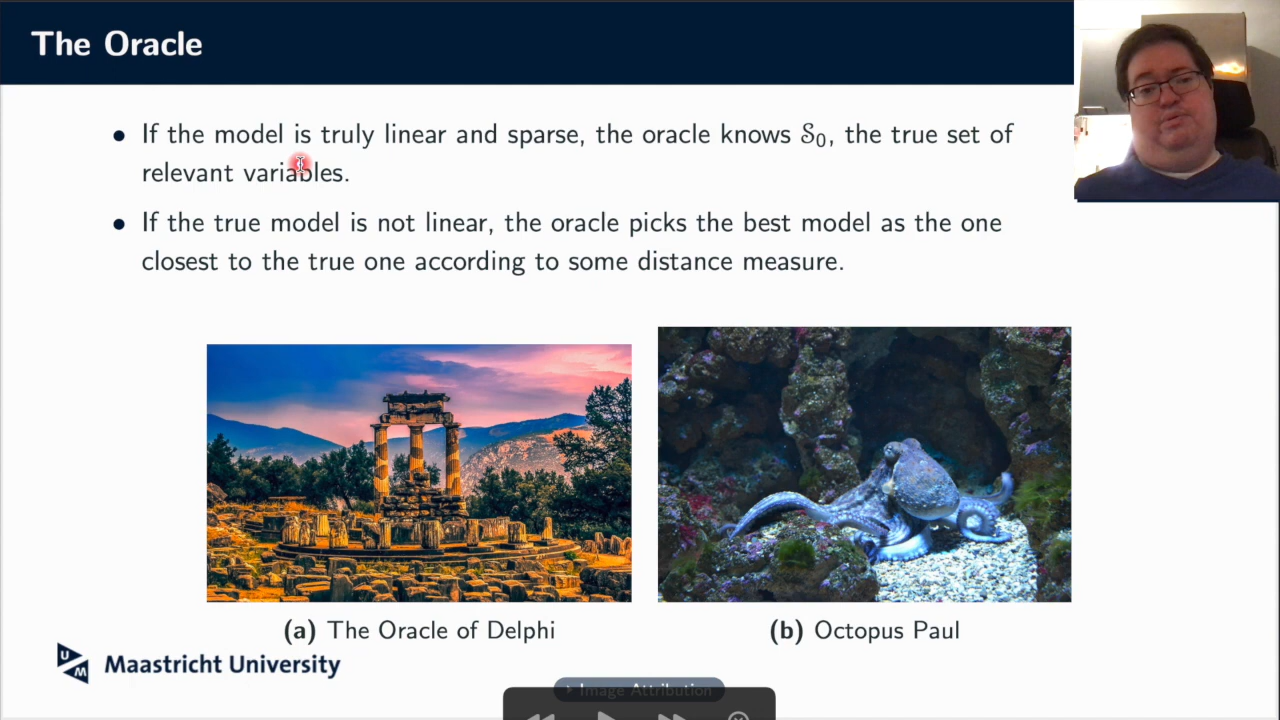 The Oracle
• If the model is truly linear and sparse, the oracle knows 𝒮₀, the true set of
relevant variables.
• If the true model is not linear, the oracle picks the best model as the one
closest to the true one according to some distance measure.
(a) The Oracle of Delphi
(b) Octopus Paul
UM Maastricht University
Image Attribution